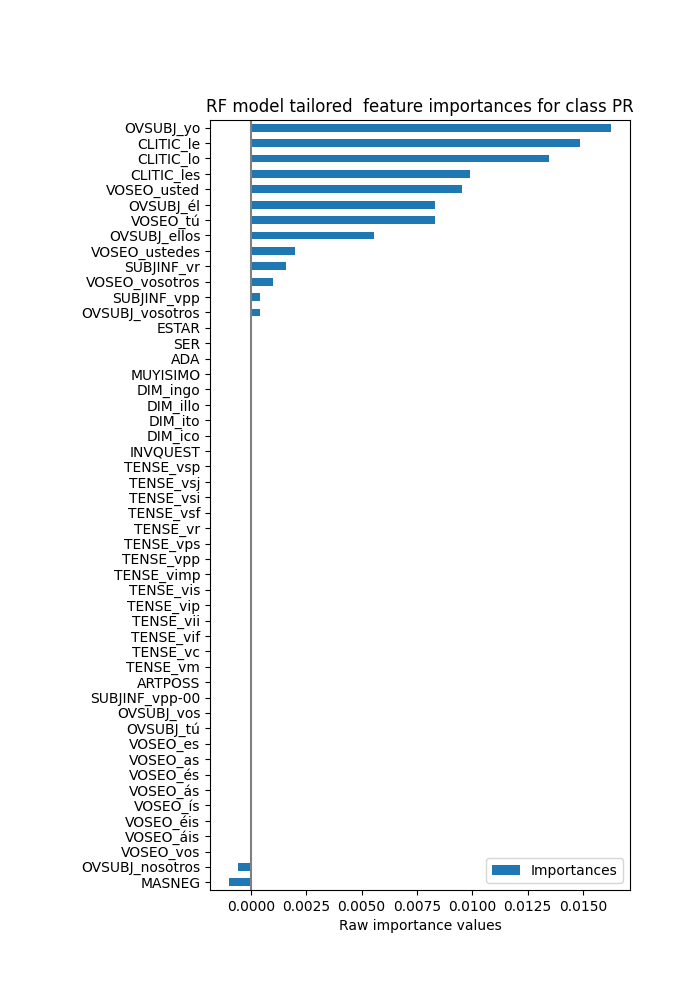 RF model tailored  feature importances for class PR
OVSUBJ_yo
CLITIC_le
CLITIC_lo
CLITIC_les
VOSEO_usted
OVSUBJ_él
VOSEO_tú
OVSUBJ_ellos
VOSEO_ustedes
SUBJINF_vr
VOSEO_vosotros
SUBJINF_vpp
OVSUBJ_vosotros
ESTAR
SER
ADA
MUYISIMO
DIM_ingo
DIM_illo
DIM_ito
DIM_ico
INVQUEST
TENSE_vsp
TENSE_vsj
TENSE_vsi
TENSE_vsf
TENSE_vr
TENSE_vps
TENSE_vpp
TENSE_vimp
TENSE_vis
TENSE_vip
TENSE_vii
TENSE_vif
TENSE_vc
TENSE_vm
ARTPOSS
SUBJINF_vpp-00
OVSUBJ_vos
OVSUBJ_tú
VOSEO_es
VOSEO_as
VOSEO_és
VOSEO_ás
VOSEO_ís
VOSEO_éis
VOSEO_áis
VOSEO_vos
OVSUBJ_nosotros
MASNEG
Importances
0.0000 0.0025 0.0050 0.0075 0.0100 0.0125 0.0150
Raw importance values